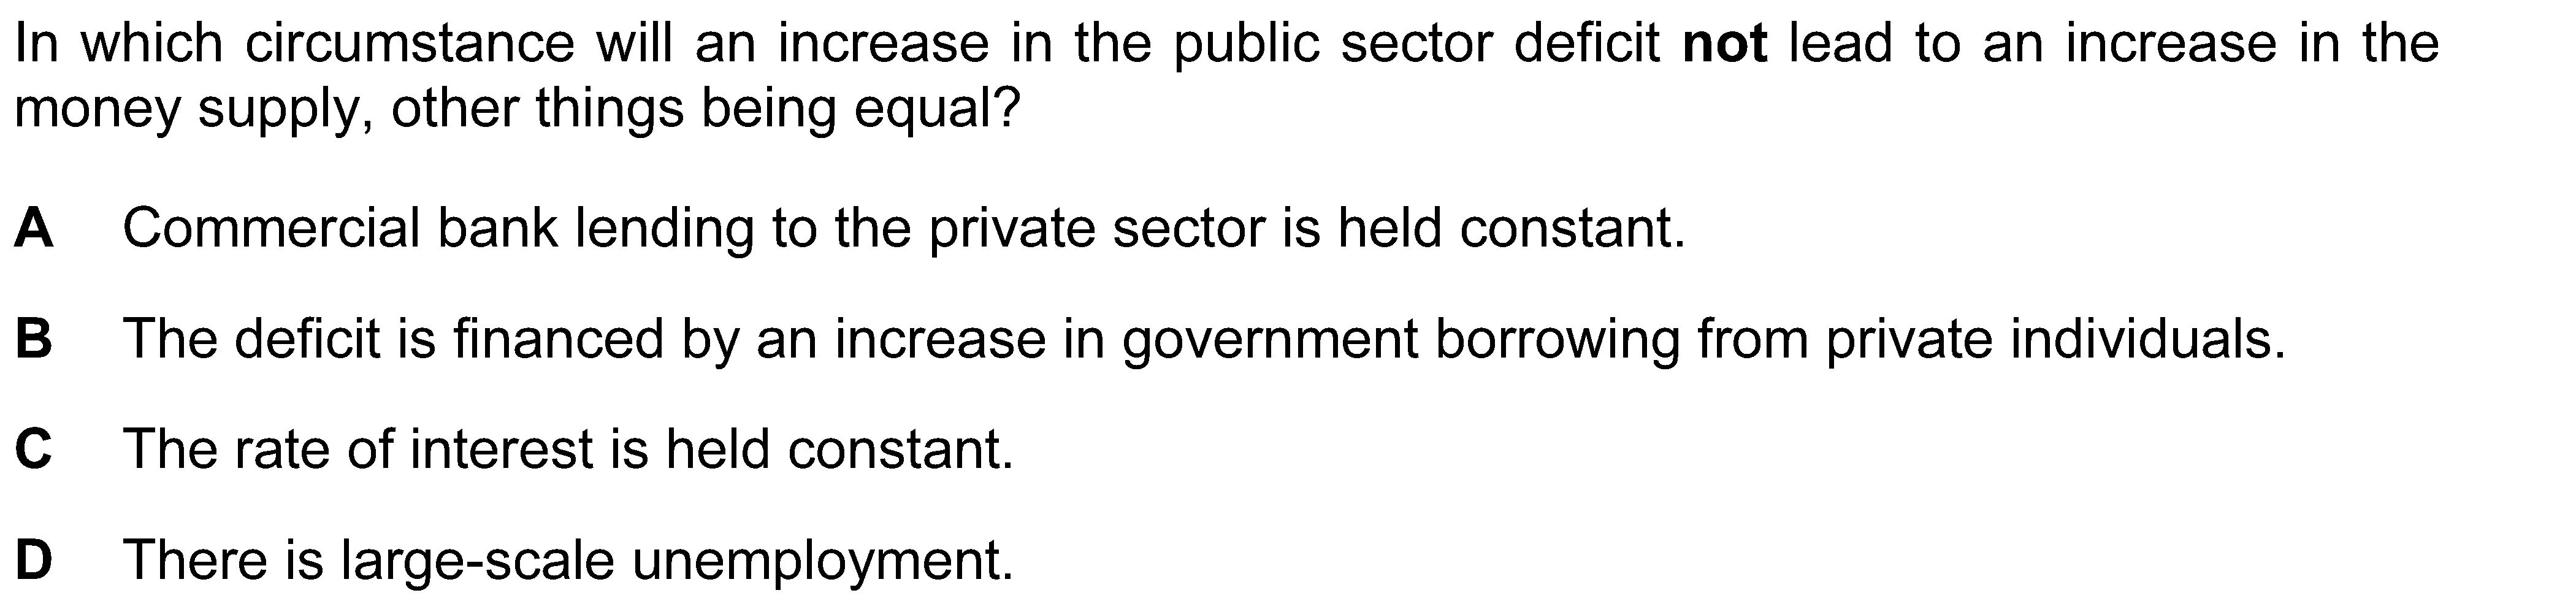 In which circumstance will an increase in the public sector deficit not lead to an increase in the
money supply, other things being equal?
A Commercial bank lending to the private sector is held constant.
B The deficit is financed by an increase in government borrowing from private individuals.
C The rate of interest is held constant.
D There is large-scale unemployment.